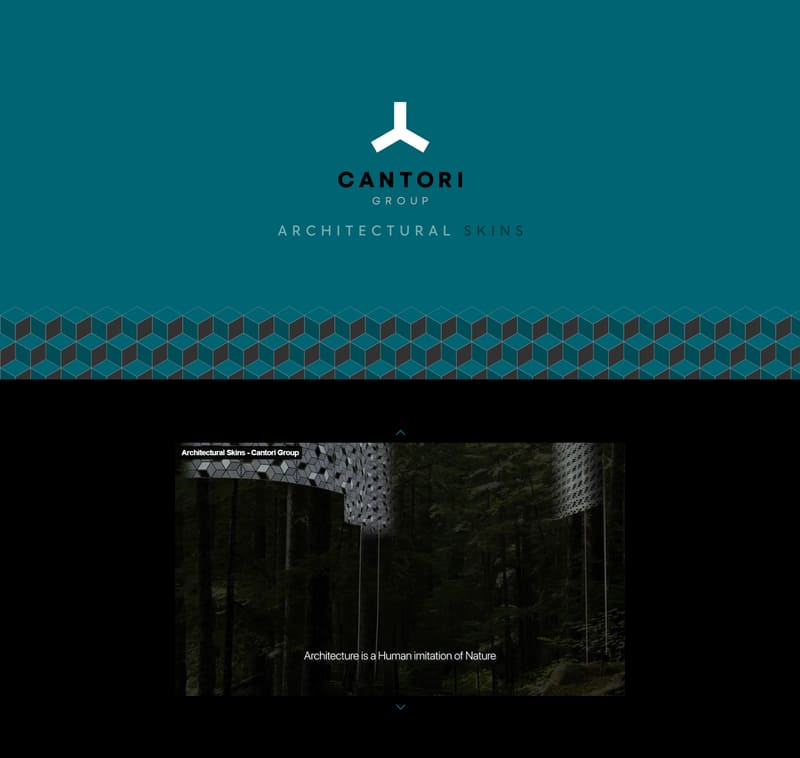 CANTORI
GROUP
ARCHITECTURAL SKINS
Architectural Skins - Cantori Group
Architecture is a Human imitation of Nature